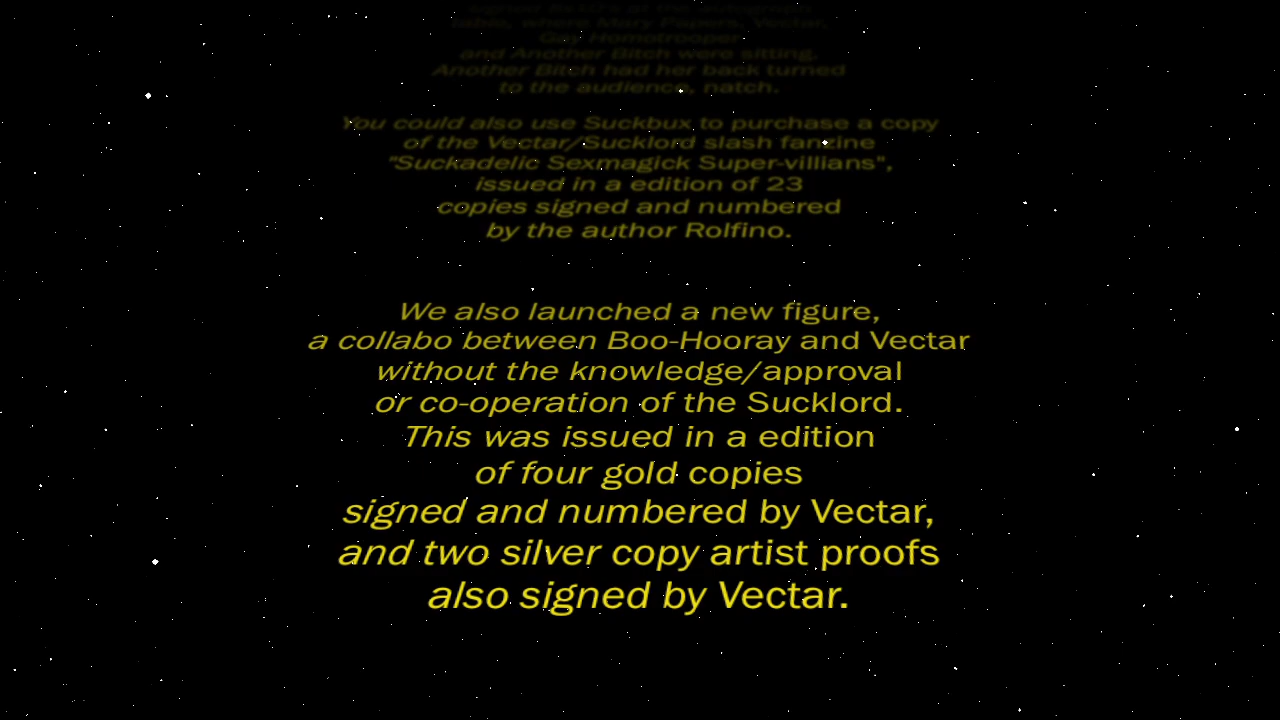 signed
table, where Mary Paper's, Vectar,
Gay Homotrooper
and Another Bitch were sitting.
Another Bitch had her back turned
to the audience, natch.
You could also use Suckbux to purchase a copy
of the Vectar/Sucklord slash fanzine
"Suckadelic Sexmagick Super-villians",
issued in a edition of 23
copies signed and numbered
by the author Rolfino.
We also launched a new figure,
a collabo between Boo-Hooray and Vectar
without the knowledge/approval
or co-operation of the Sucklord.
This was issued in a edition
of four gold copies
signed and numbered by Vectar,
and two silver copy artist proofs
also signed by Vectar.